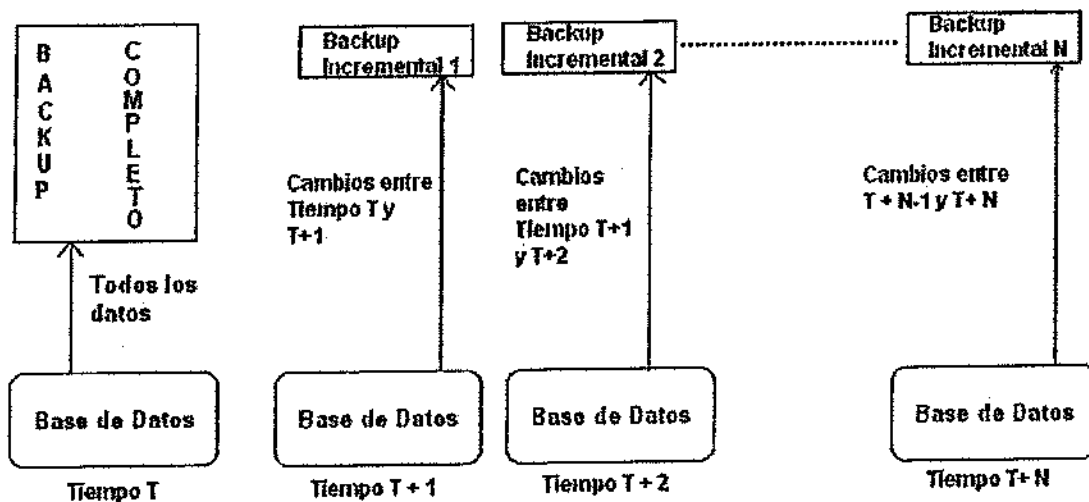 BACKUP
COMPLETO
Backup
Incremental 1
Backup
Incremental 2
Backup
Incremental N
Todos los
datos
Cambios entre
Tiempo T y
T+1
Cambios
entre
Tiempo T+1
y T+2
Cambios entre
T + N-1 y T+ N
Base de Datos
Base de Datos
Base de Datos
Base de Datos
Tiempo T
Tiempo T + 1
Tiempo T + 2
Tiempo T+ N